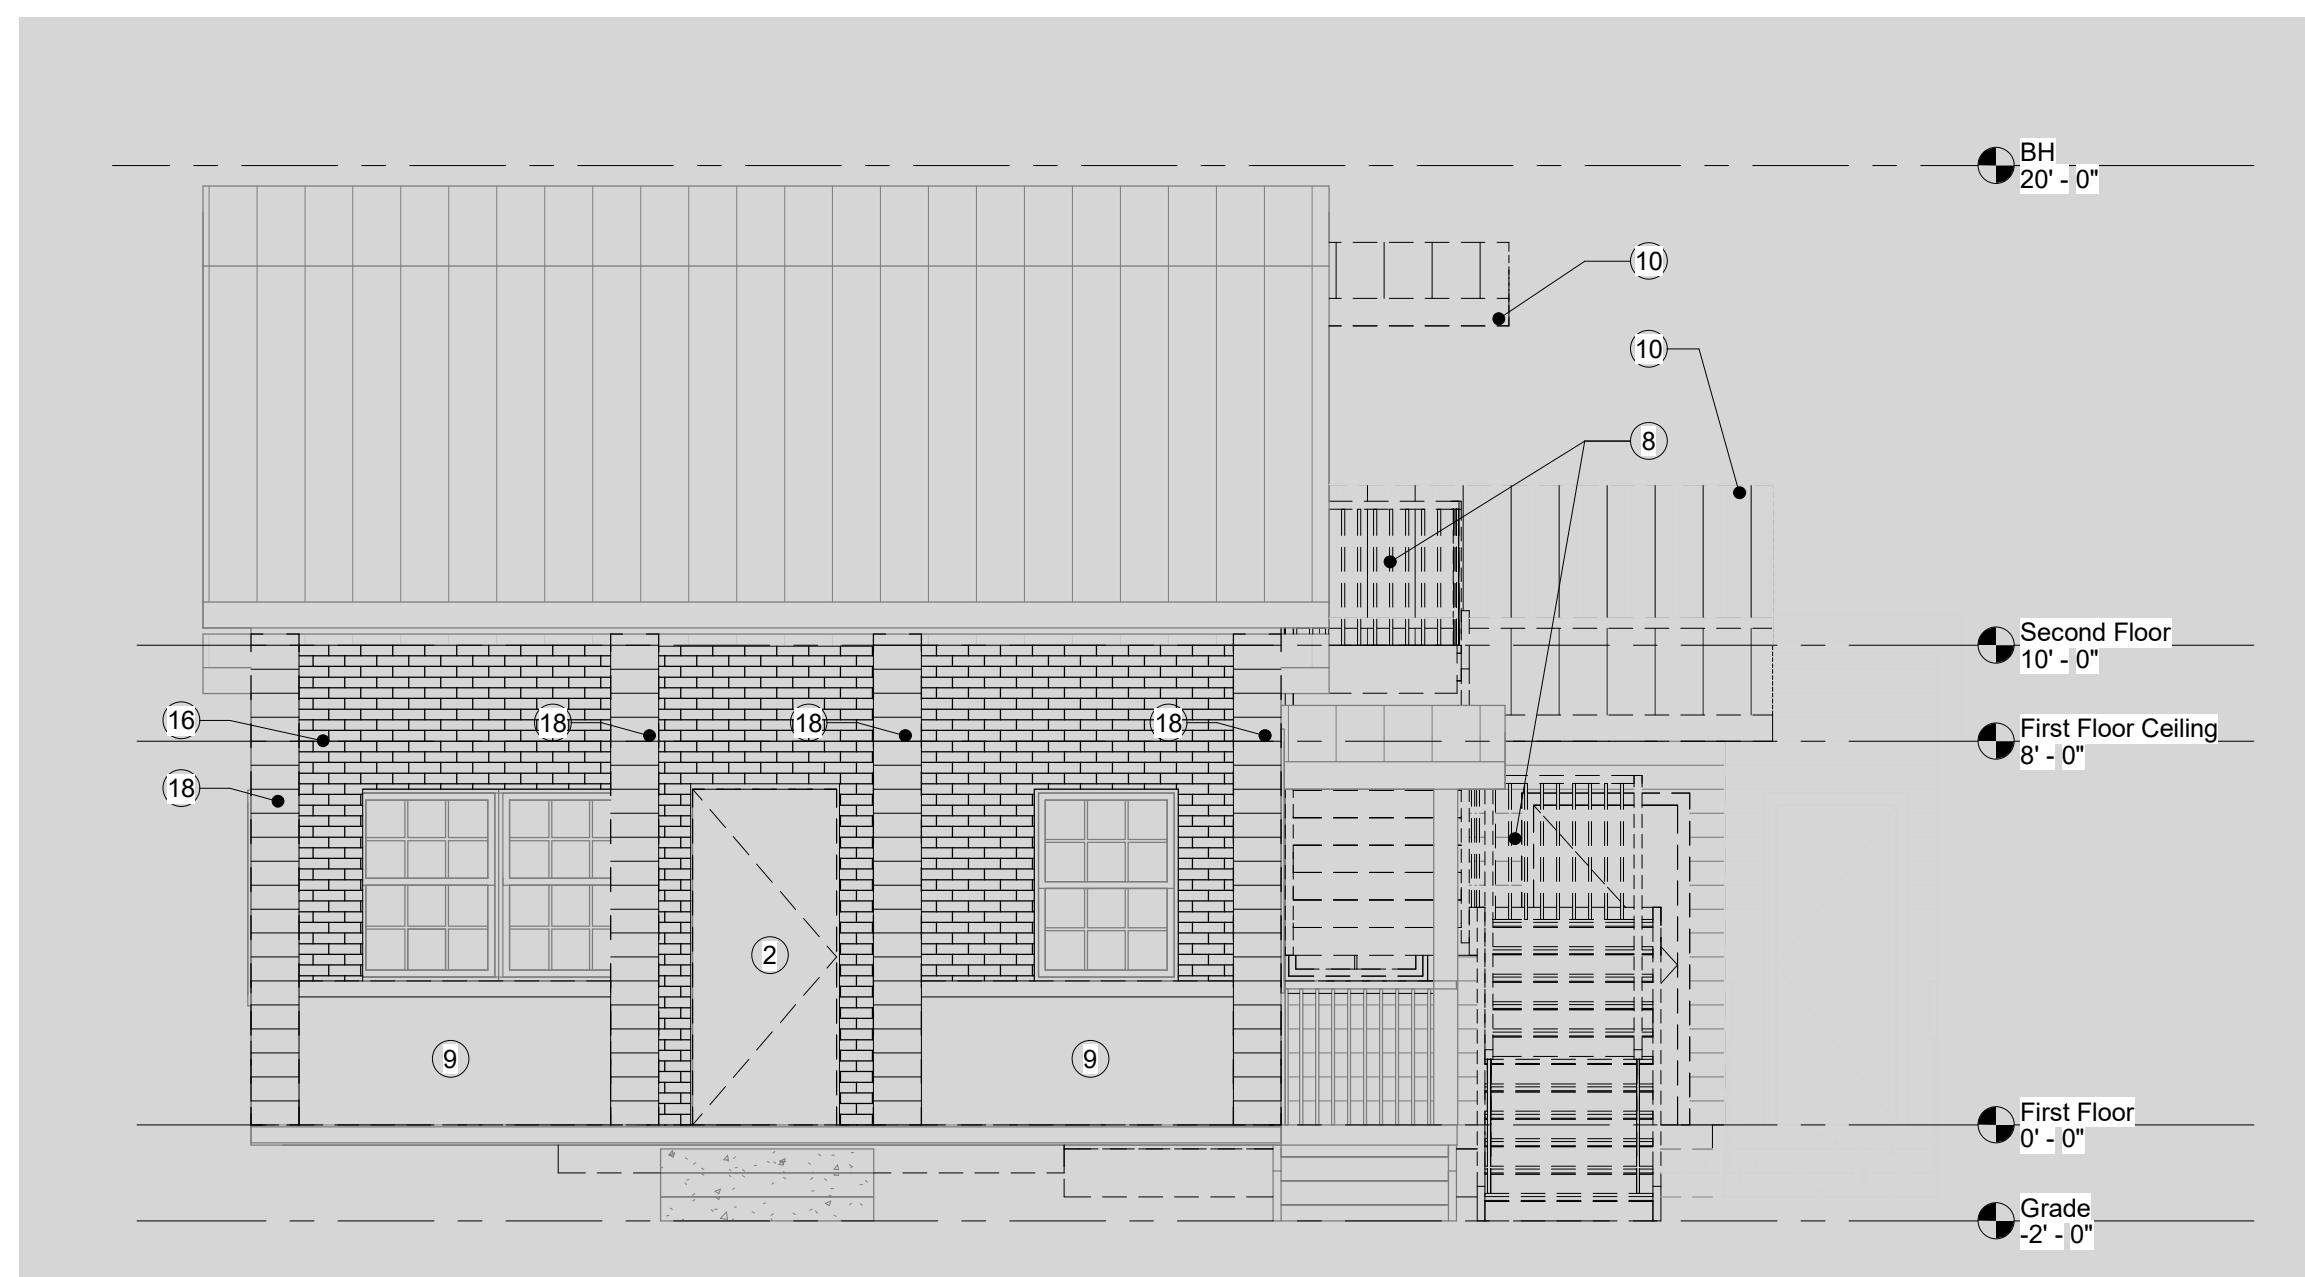 BH
20' - 0"
10
10
8
Second Floor
10' - 0"
16
18
18
18
First Floor Ceiling
8' - 0"
18
2
9
9
First Floor
0' - 0"
Grade
-2' - 0"